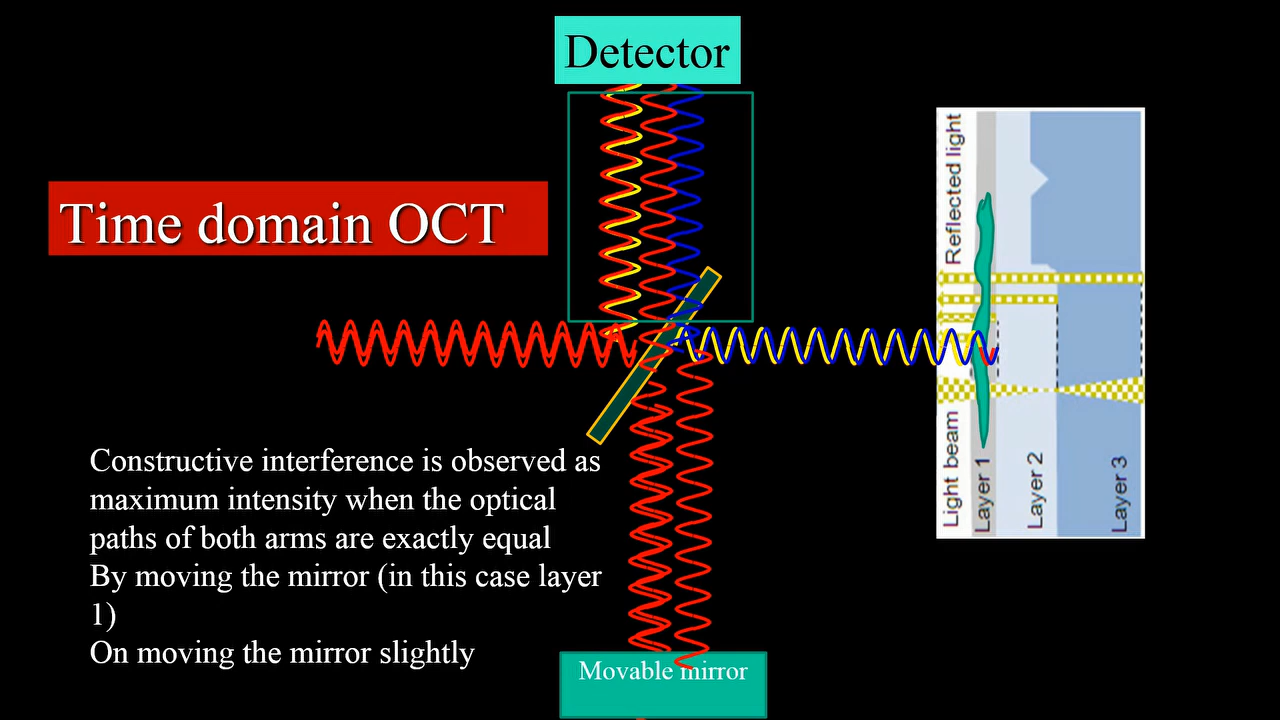 Detector
Time domain OCT
Reflected light
Light beam
Layer 1
Layer 2
Layer 3
Constructive interference is observed as
maximum intensity when the optical
paths of both arms are exactly equal
By moving the mirror (in this case layer
1)
On moving the mirror slightly
Movable mirror